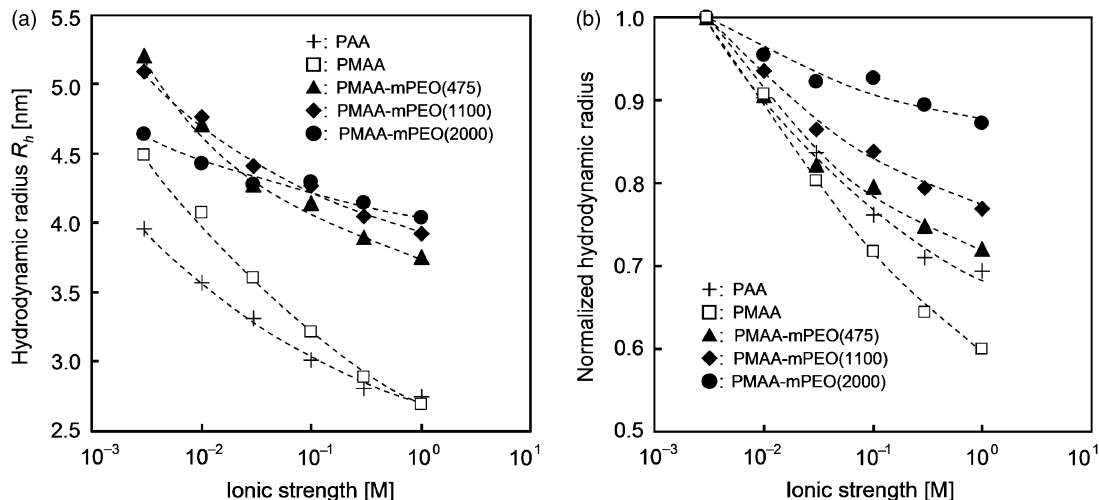 (a)
5.5
5.0
4.5
4.0
3.5
3.0
2.5
Hydrodynamic radius Rₕ [nm]
+: PAA
□: PMAA
▲: PMAA-mPEO(475)
◆: PMAA-mPEO(1100)
●: PMAA-mPEO(2000)
10⁻³ 10⁻² 10⁻¹ 10⁰ 10¹
Ionic strength [M]
(b)
1.0
0.9
0.8
0.7
0.6
0.5
Normalized hydrodynamic radius
+: PAA
□: PMAA
▲: PMAA-mPEO(475)
◆: PMAA-mPEO(1100)
●: PMAA-mPEO(2000)
10⁻³ 10⁻² 10⁻¹ 10⁰ 10¹
Ionic strength [M]